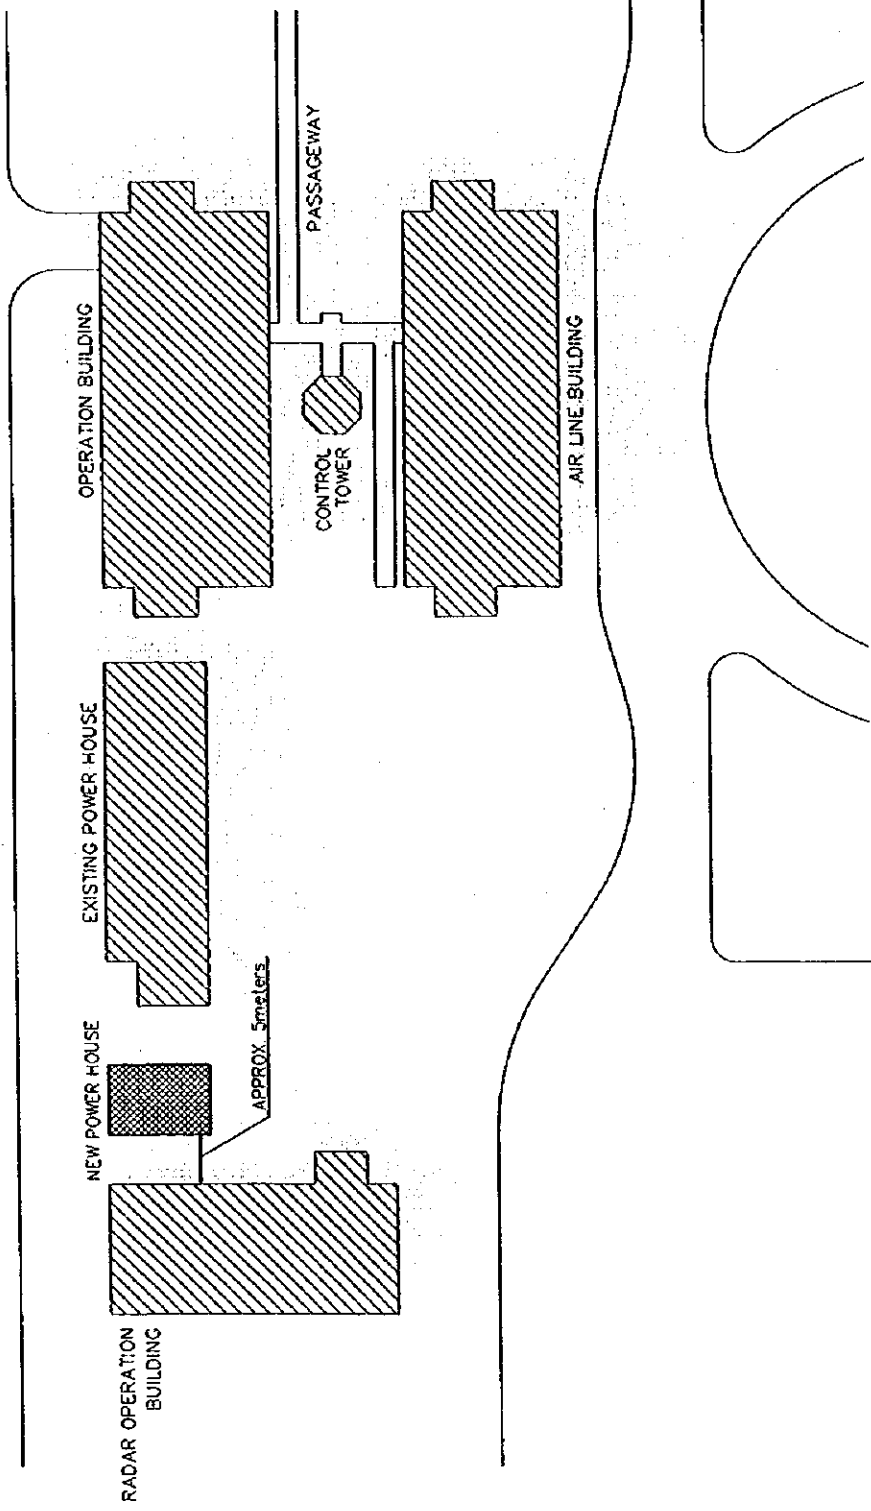 RADAR OPERATION
BUILDING
NEW POWER HOUSE
APPROX. 5meters
EXISTING POWER HOUSE
OPERATION BUILDING
CONTROL
TOWER
PASSAGEWAY
AIR LINE BUILDING